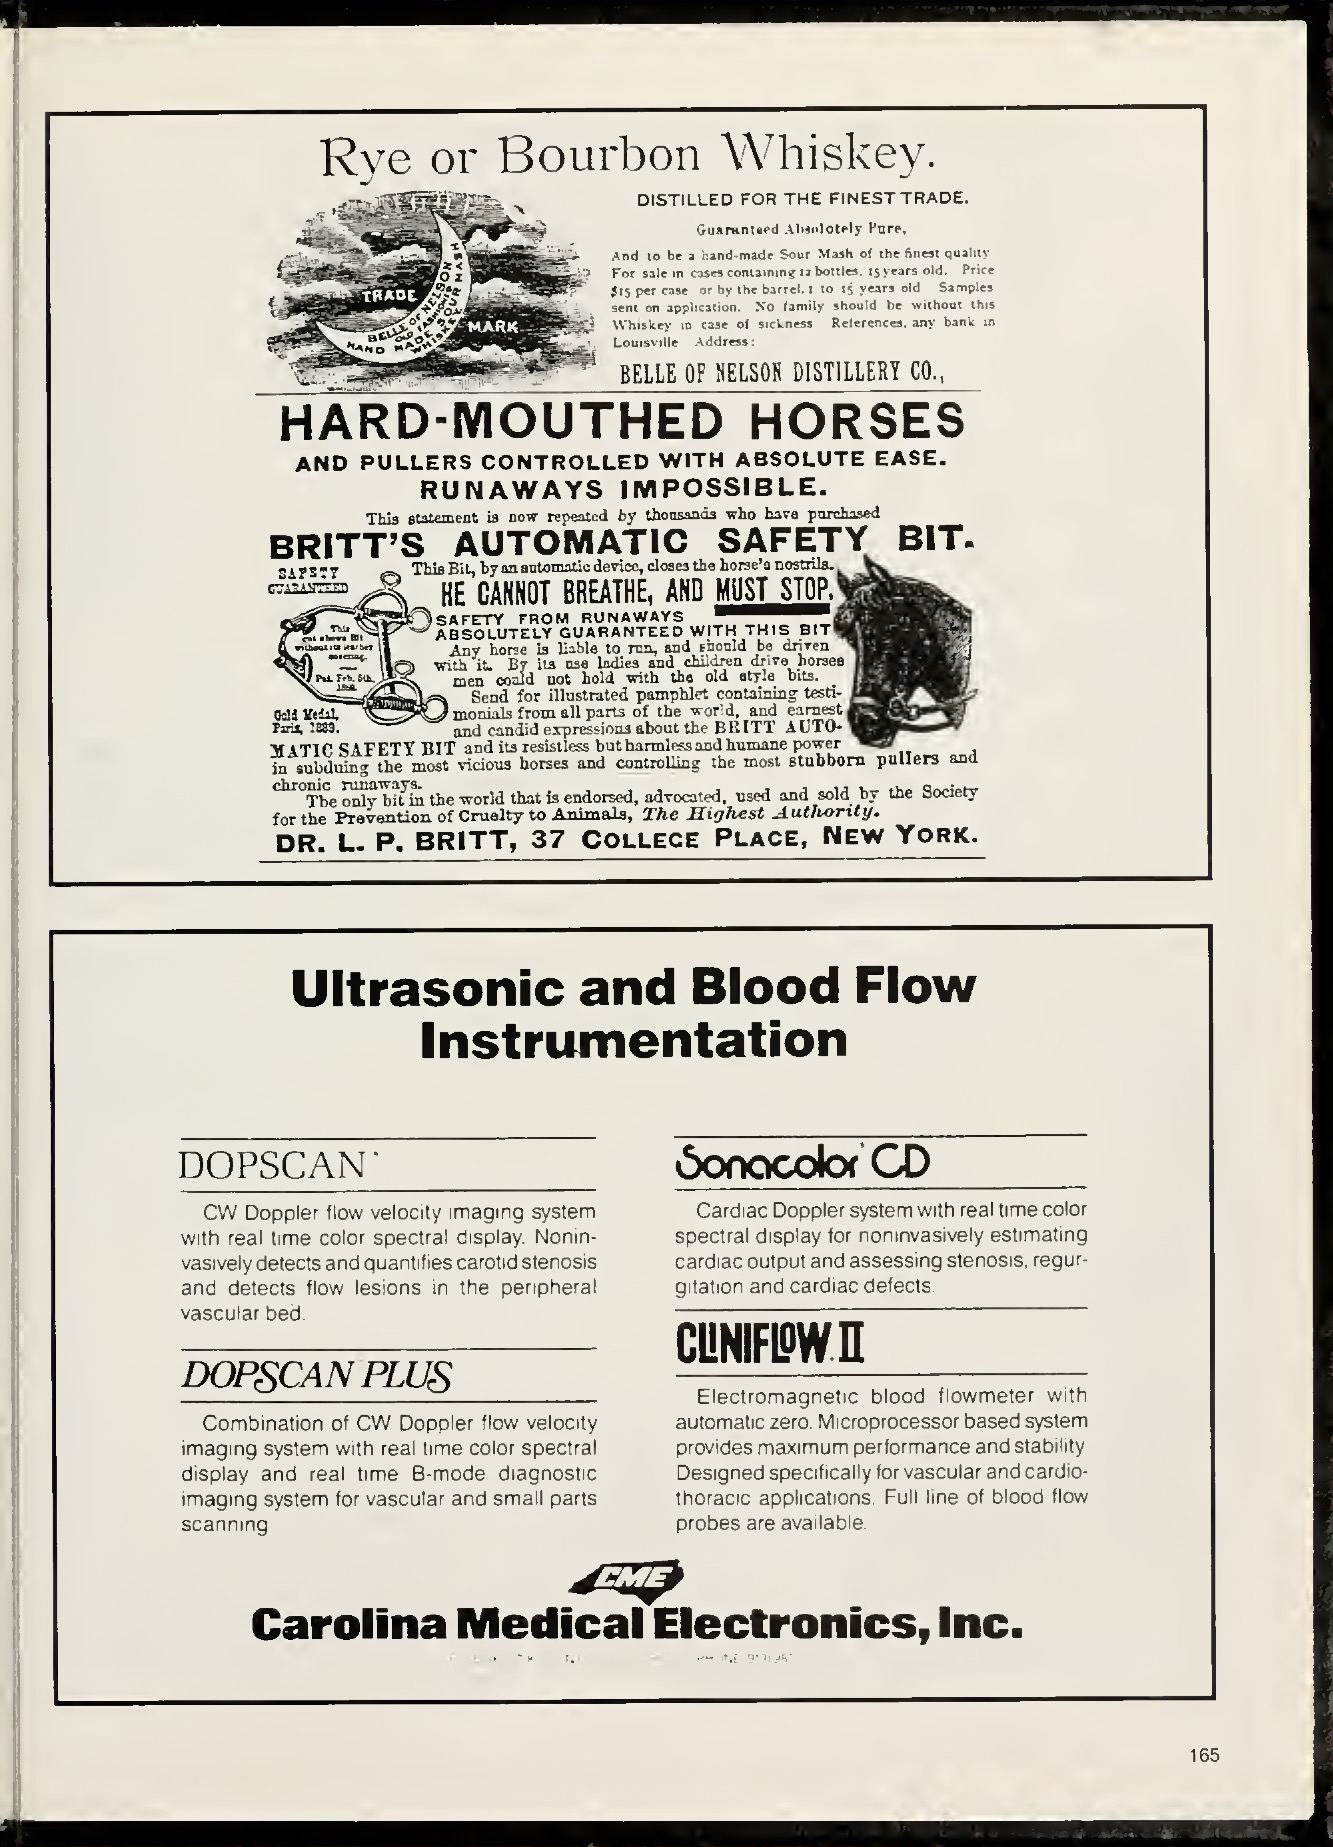 Rye or Bourbon Whiskey.
TRADE
MARK
BELLE OF NELSON
OLD FASHIONED
HAND MADE SOUR MASH
WHISKEY
DISTILLED FOR THE FINEST TRADE.
Guaranteed Absolutely Pure,
And to be a hand-made Sour Mash of the finest quality
For sale in cases containing 12 bottles, 15 years old. Price
$15 per case or by the barrel, 1 to 15 years old Samples
sent on application. No family should be without this
Whiskey in case of sickness References, any bank in
Louisville Address:
BELLE OF NELSON DISTILLERY CO.,
HARD-MOUTHED HORSES
AND PULLERS CONTROLLED WITH ABSOLUTE EASE.
RUNAWAYS IMPOSSIBLE.
This statement is now repeated by thousands who have purchased
BRITT'S AUTOMATIC SAFETY BIT.
SAFETY
GUARANTEED
This
cut shows Bit
without its leather
covering.
Pat. Feb. 5th,
Gold Medal,
Paris, 1889.
This Bit, by an automatic device, closes the horse's nostrils.
HE CANNOT BREATHE, AND MUST STOP.
SAFETY FROM RUNAWAYS
ABSOLUTELY GUARANTEED WITH THIS BIT
Any horse is liable to run, and should be driven
with it. By its use ladies and children drive horses
men could not hold with the old style bits.
Send for illustrated pamphlet containing testi-
monials from all parts of the world, and earnest
and candid expressions about the BRITT AUTO-
MATIC SAFETY BIT and its resistless but harmless and humane power
in subduing the most vicious horses and controlling the most stubborn pullers and
chronic runaways.
The only bit in the world that is endorsed, advocated, used and sold by the Society
for the Prevention of Cruelty to Animals, The Highest Authority.
DR. L. P. BRITT, 37 COLLEGE PLACE, NEW YORK.
Ultrasonic and Blood Flow
Instrumentation
DOPSCAN
CW Doppler flow velocity imaging system
with real time color spectral display. Nonin-
vasively detects and quantifies carotid stenosis
and detects flow lesions in the peripheral
vascular bed.
DOPSCAN PLUS
Combination of CW Doppler flow velocity
imaging system with real time color spectral
display and real time B-mode diagnostic
imaging system for vascular and small parts
scanning
Sonacolor CD
Cardiac Doppler system with real time color
spectral display for noninvasively estimating
cardiac output and assessing stenosis, regur-
gitation and cardiac defects.
CLINIFLOW II
Electromagnetic blood flowmeter with
automatic zero. Microprocessor based system
provides maximum performance and stability
Designed specifically for vascular and cardio-
thoracic applications. Full line of blood flow
probes are available.
CME
Carolina Medical Electronics, Inc.
165